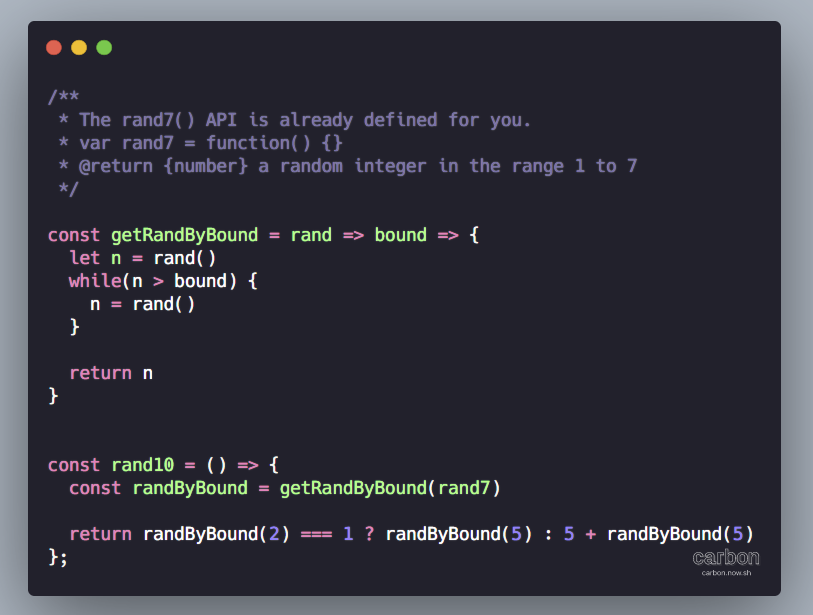 /**
 * The rand7() API is already defined for you.
 * var rand7 = function() {}
 * @return {number} a random integer in the range 1 to 7
 */
const getRandByBound = rand => bound => {
  let n = rand()
  while(n > bound) {
    n = rand()
  }
  return n
}
const rand10 = () => {
  const randByBound = getRandByBound(rand7)
  return randByBound(2) === 1 ? randByBound(5) : 5 + randByBound(5)
};
carbon
carbon.now.sh